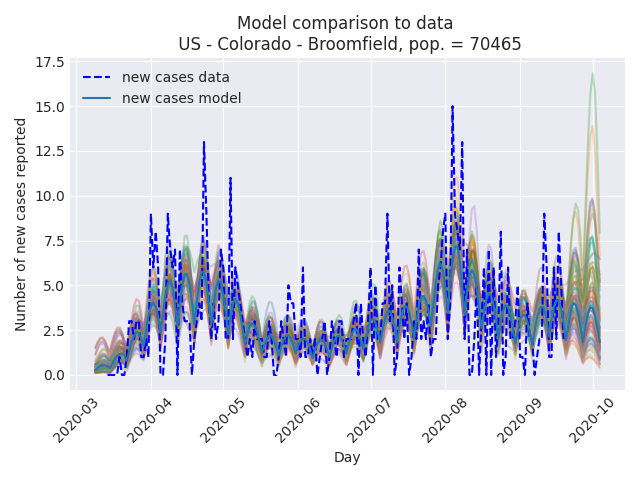 Model comparison to data
US - Colorado - Broomfield, pop. = 70465
new cases data
new cases model
Number of new cases reported
17.5
15.0
12.5
10.0
7.5
5.0
2.5
0.0
2020-03
2020-04
2020-05
2020-06
2020-07
2020-08
2020-09
2020-10
Day